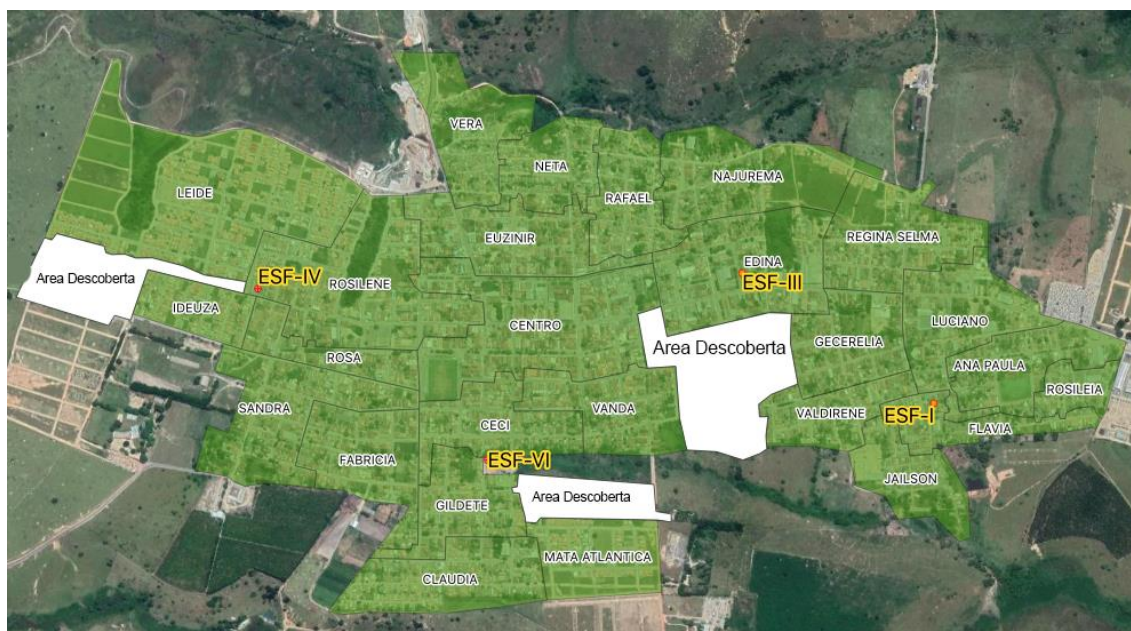 VERA
NETA
NAJUREMA
LEIDE
RAFAEL
EUZINIR
REGINA SELMA
EDINA
Area Descoberta
ESF-IV
ROSILENE
ESF-III
IDEUZA
CENTRO
LUCIANO
GECERELIA
Area Descoberta
ROSA
ANA PAULA
ROSILEIA
SANDRA
VANDA
VALDIRENE
ESF-I
CECI
FLAVIA
FABRICIA
ESF-VI
JAILSON
Area Descoberta
GILDETE
MATA ATLANTICA
CLAUDIA